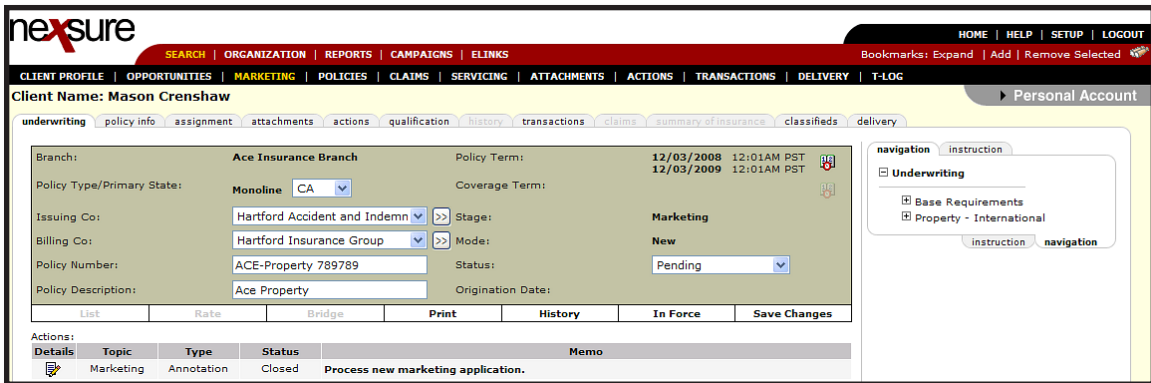 nexsure
HOME | HELP | SETUP | LOGOUT
SEARCH | ORGANIZATION | REPORTS | CAMPAIGNS | ELINKS
Bookmarks: Expand | Add | Remove Selected
CLIENT PROFILE | OPPORTUNITIES | MARKETING | POLICIES | CLAIMS | SERVICING | ATTACHMENTS | ACTIONS | TRANSACTIONS | DELIVERY | T-LOG
Client Name: Mason Crenshaw
Personal Account
underwriting policy info assignment attachments actions qualification history transactions claims summary of insurance classifieds delivery
Branch: Ace Insurance Branch Policy Term: 12/03/2008 12:01AM PST
12/03/2009 12:01AM PST
Policy Type/Primary State: Monoline CA Coverage Term:
Issuing Co: Hartford Accident and Indemn >> Stage: Marketing
Billing Co: Hartford Insurance Group >> Mode: New
Policy Number: ACE-Property 789789 Status: Pending
Policy Description: Ace Property Origination Date:
List Rate Bridge Print History In Force Save Changes
Actions:
Details Topic Type Status Memo
Marketing Annotation Closed Process new marketing application.
navigation instruction
Underwriting
Base Requirements
Property - International
instruction navigation